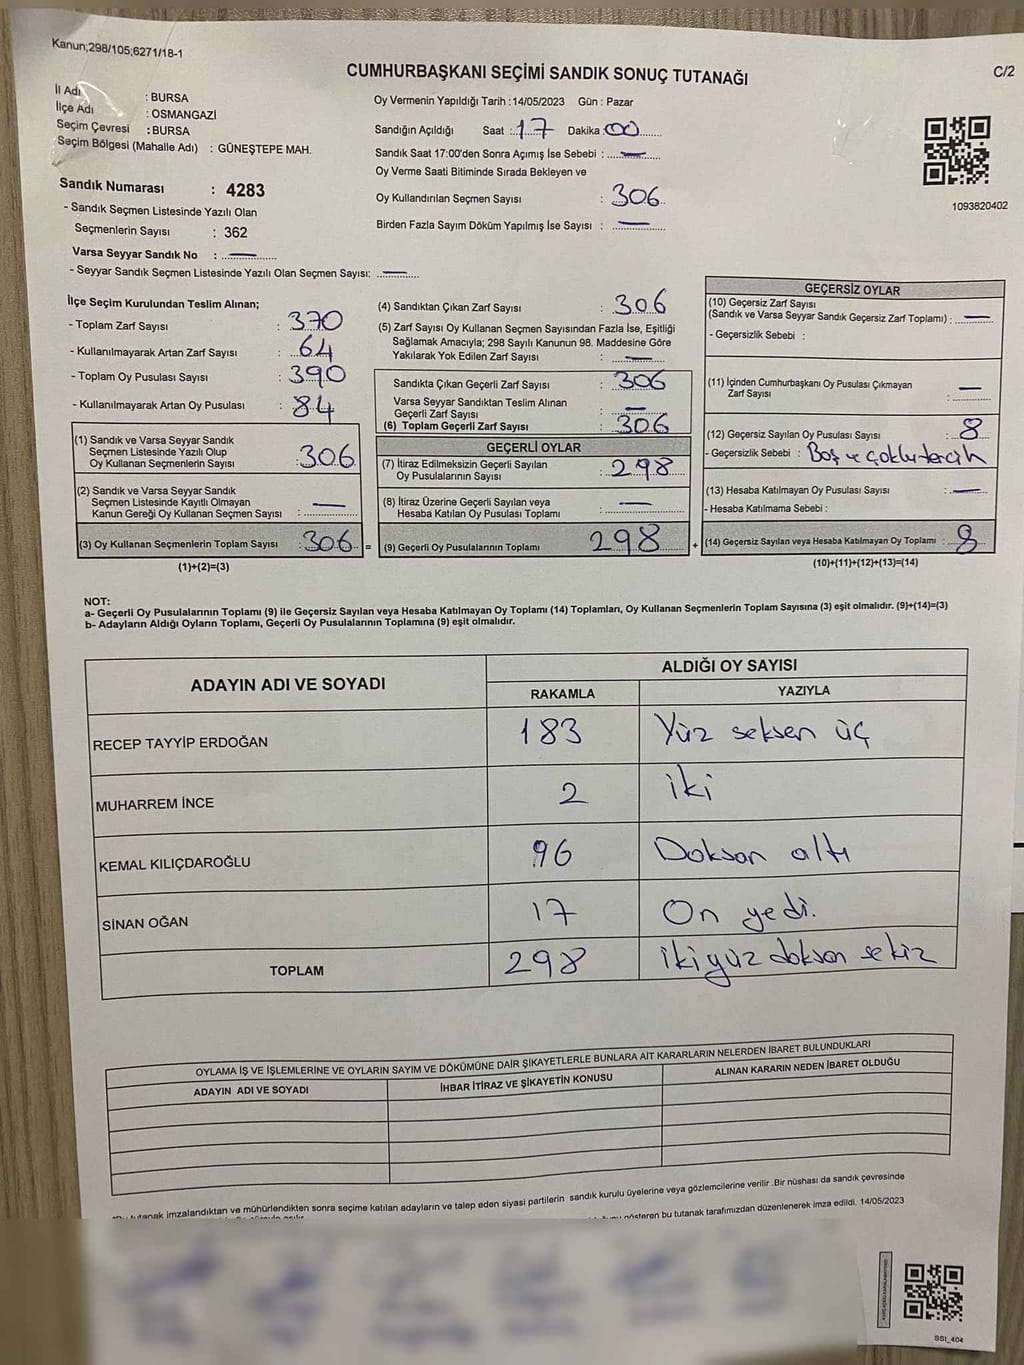 Kanun;298/105;6271/18-1
CUMHURBAŞKANI SEÇİMİ SANDIK SONUÇ TUTANAĞI
C/2
İl Adı : BURSA
İlçe Adı : OSMANGAZİ
Seçim Çevresi : BURSA
Seçim Bölgesi (Mahalle Adı) : GÜNEŞTEPE MAH.
Sandık Numarası : 4283
- Sandık Seçmen Listesinde Yazılı Olan
Seçmenlerin Sayısı : 362
Varsa Seyyar Sandık No : —
- Seyyar Sandık Seçmen Listesinde Yazılı Olan Seçmen Sayısı: —
Oy Vermenin Yapıldığı Tarih :14/05/2023 Gün : Pazar
Sandığın Açıldığı Saat : 17 Dakika : 00
Sandık Saat 17:00'den Sonra Açımış İse Sebebi : —
Oy Verme Saati Bitiminde Sırada Bekleyen ve
Oy Kullandırılan Seçmen Sayısı : 306
Birden Fazla Sayım Döküm Yapılmış İse Sayısı : —
1093820402
İlçe Seçim Kurulundan Teslim Alınan;
- Toplam Zarf Sayısı : 370
- Kullanılmayarak Artan Zarf Sayısı : 64
- Toplam Oy Pusulası Sayısı : 390
- Kullanılmayarak Artan Oy Pusulası : 84
(1) Sandık ve Varsa Seyyar Sandık
Seçmen Listesinde Yazılı Olup
Oy Kullanan Seçmenlerin Sayısı : 306
(2) Sandık ve Varsa Seyyar Sandık
Seçmen Listesinde Kayıtlı Olmayan
Kanun Gereği Oy Kullanan Seçmen Sayısı : —
(3) Oy Kullanan Seçmenlerin Toplam Sayısı : 306 =
(1)+(2)=(3)
(4) Sandıktan Çıkan Zarf Sayısı : 306
(5) Zarf Sayısı Oy Kullanan Seçmen Sayısından Fazla İse, Eşitliği
Sağlamak Amacıyla; 298 Sayılı Kanunun 98. Maddesine Göre
Yakılarak Yok Edilen Zarf Sayısı : —
Sandıkta Çıkan Geçerli Zarf Sayısı : 306
Varsa Seyyar Sandıktan Teslim Alınan
Geçerli Zarf Sayısı : —
(6) Toplam Geçerli Zarf Sayısı : 306
GEÇERLİ OYLAR
(7) İtiraz Edilmeksizin Geçerli Sayılan
Oy Pusulalarının Sayısı : 298
(8) İtiraz Üzerine Geçerli Sayılan veya
Hesaba Katılan Oy Pusulası Toplamı : —
(9) Geçerli Oy Pusulalarının Toplamı 298 +
GEÇERSİZ OYLAR
(10) Geçersiz Zarf Sayısı
(Sandık ve Varsa Seyyar Sandık Geçersiz Zarf Toplamı) : —
- Geçersizlik Sebebi :
(11) İçinden Cumhurbaşkanı Oy Pusulası Çıkmayan
Zarf Sayısı : —
(12) Geçersiz Sayılan Oy Pusulası Sayısı : 8
- Geçersizlik Sebebi : Boş ve çoklu tercih
(13) Hesaba Katılmayan Oy Pusulası Sayısı : —
- Hesaba Katılmama Sebebi :
(14) Geçersiz Sayılan veya Hesaba Katılmayan Oy Toplamı : 8
(10)+(11)+(12)+(13)=(14)
NOT:
a- Geçerli Oy Pusulalarının Toplamı (9) ile Geçersiz Sayılan veya Hesaba Katılmayan Oy Toplamı (14) Toplamları, Oy Kullanan Seçmenlerin Toplam Sayısına (3) eşit olmalıdır. (9)+(14)=(3)
b- Adayların Aldığı Oyların Toplamı, Geçerli Oy Pusulalarının Toplamına (9) eşit olmalıdır.
ADAYIN ADI VE SOYADI
ALDIĞI OY SAYISI
RAKAMLA YAZIYLA
RECEP TAYYİP ERDOĞAN 183 Yüz seksen üç
MUHARREM İNCE 2 iki
KEMAL KILIÇDAROĞLU 96 Doksan altı
SİNAN OĞAN 17 On yedi.
TOPLAM 298 iki yüz doksan sekiz
OYLAMA İŞ VE İŞLEMLERİNE VE OYLARIN SAYIM VE DÖKÜMÜNE DAİR ŞİKAYETLERLE BUNLARA AİT KARARLARIN NELERDEN İBARET BULUNDUKLARI
ADAYIN ADI VE SOYADI İHBAR İTİRAZ VE ŞİKAYETİN KONUSU ALINAN KARARIN NEDEN İBARET OLDUĞU
tutanak imzalandıktan ve mühürlendikten sonra seçime katılan adayların ve talep eden siyasi partilerin sandık kurulu üyelerine veya gözlemcilerine verilir .Bir nüshası da sandık çevresinde
gösteren bu tutanak tarafımızdan düzenlenerek imza edildi. 14/05/2023
SSI_404